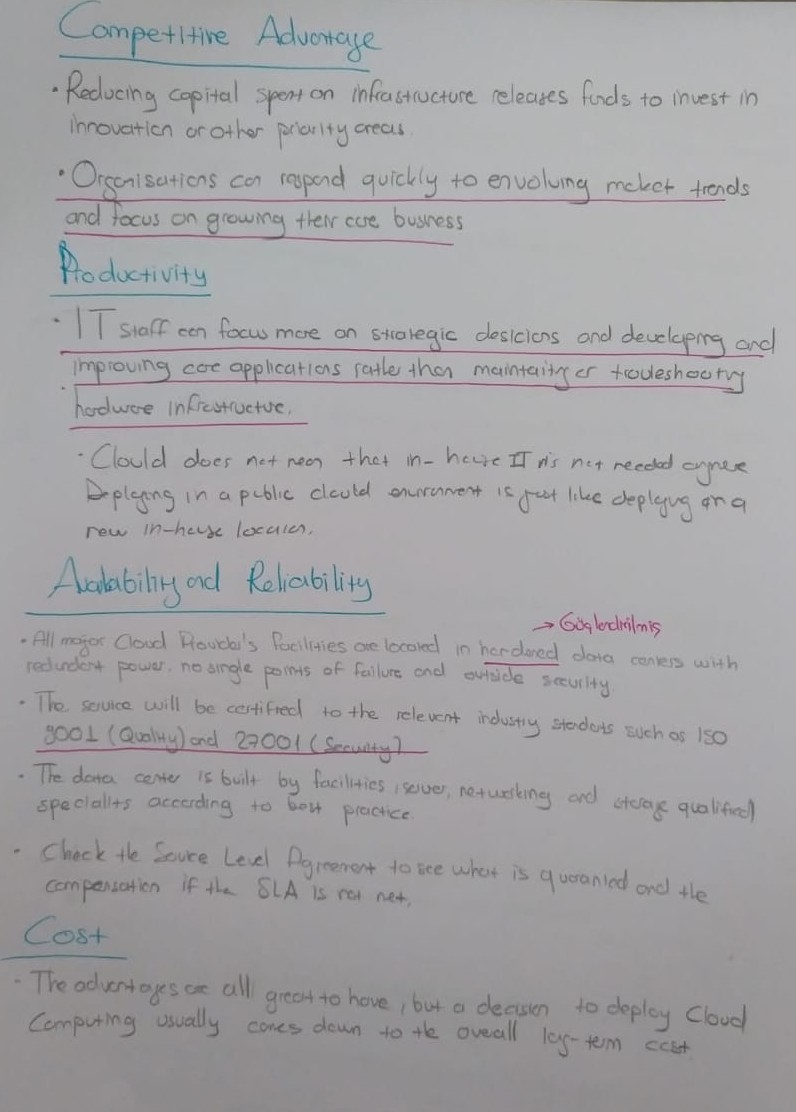 Competitive Advantage
• Reducing capital spent on infrastructure releases funds to invest in
innovation or other priority areas.
• Organisations can respond quickly to envolving market trends
and focus on growing their core business
Productivity
• IT staff can focus more on strategic desicions and developing and
improving core applications rather then maintaing or troubleshooting
hardware infrastructure.
• Clould does not mean that in-house IT is not needed anymore
Deploying in a public clould environment is just like deploying in a
new in-house location.
Availability and Reliability
→ Güçlendirilmiş
• All major Cloud Provider's facilities are located in hardered data centers with
redundent power, no single points of failure and outside security
• The service will be certified to the relevent industry standarts such as ISO
9001 (Quality) and 27001 (Security)
• The data center is built by facilities, server, networking and storage qualified
specialits according to best practice.
• Check the Service Level Agreement to see what is guaranted and the
compensation if the SLA is not met.
Cost
• The advantages are all great to have, but a decision to deploy Cloud
Computing usually comes down to the overall long-term cost